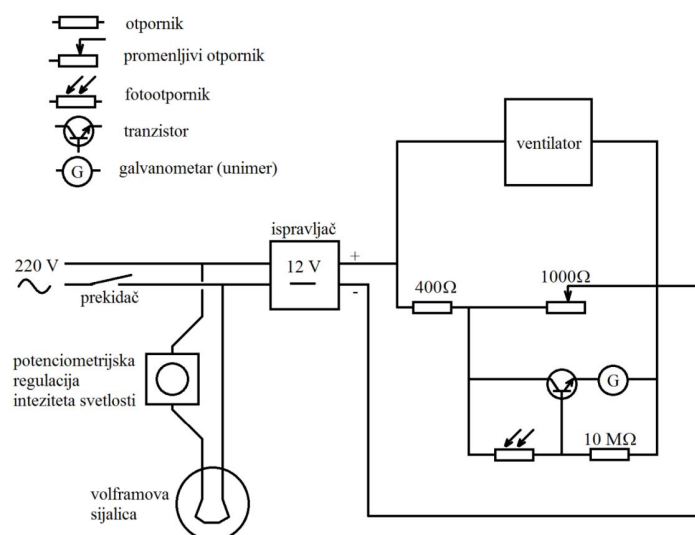 otpornik
promenljivi otpornik
fotootpornik
tranzistor
G
galvanometar (unimer)
ventilator
ispravljač
220 V
12 V
+
-
prekidač
400Ω
1000Ω
potenciometrijska
regulacija
inteziteta svetlosti
G
10 MΩ
volframova
sijalica